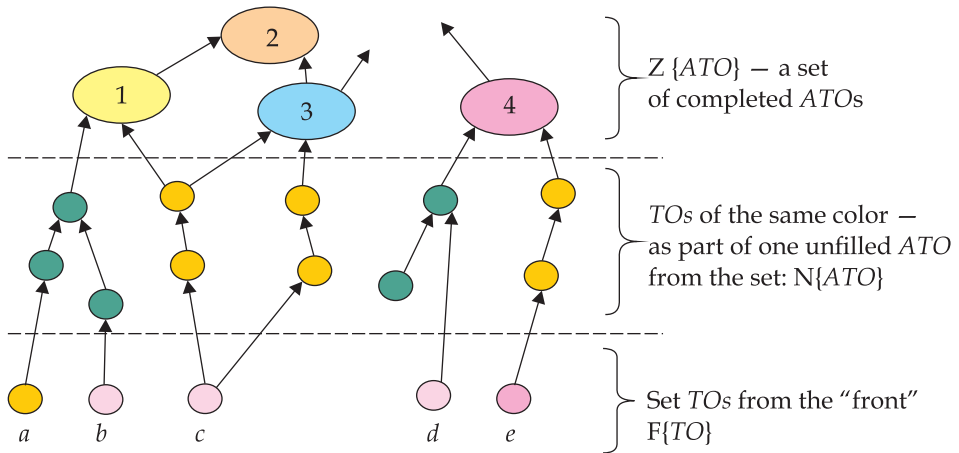 2
1
3
4
Z {ATO} — a set
of completed ATOs
TOs of the same color —
as part of one unfilled ATO
from the set: N{ATO}
Set TOs from the “front”
F{TO}
a b c d e